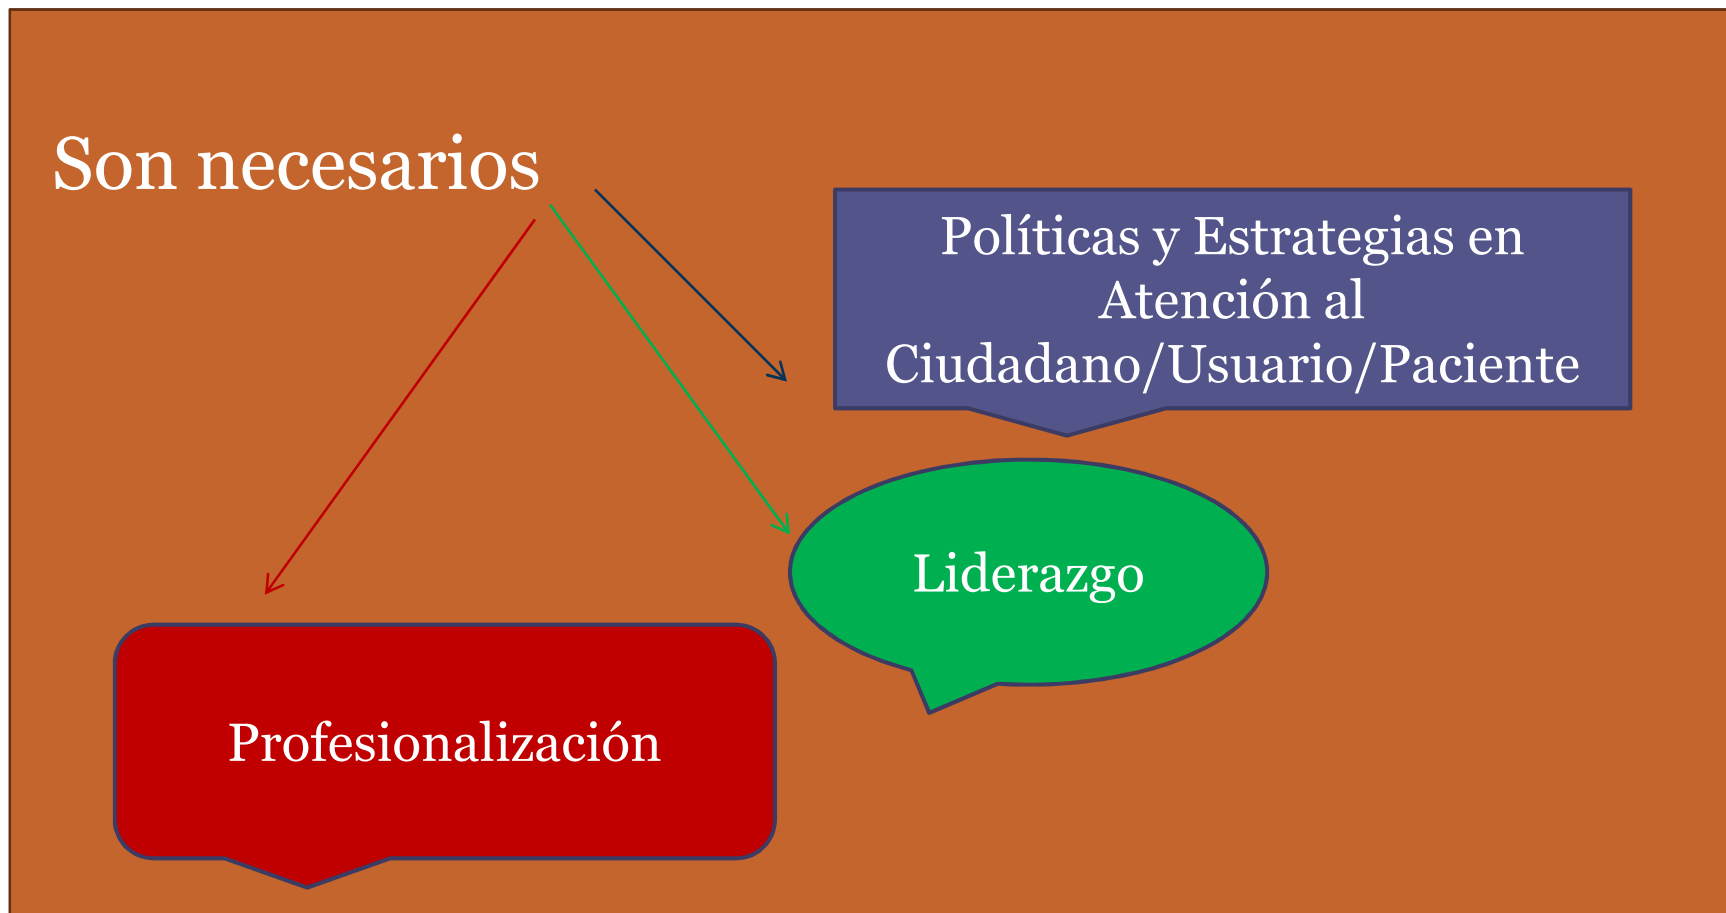 Son necesarios
Políticas y Estrategias en
Atención al
Ciudadano/Usuario/Paciente
Liderazgo
Profesionalización